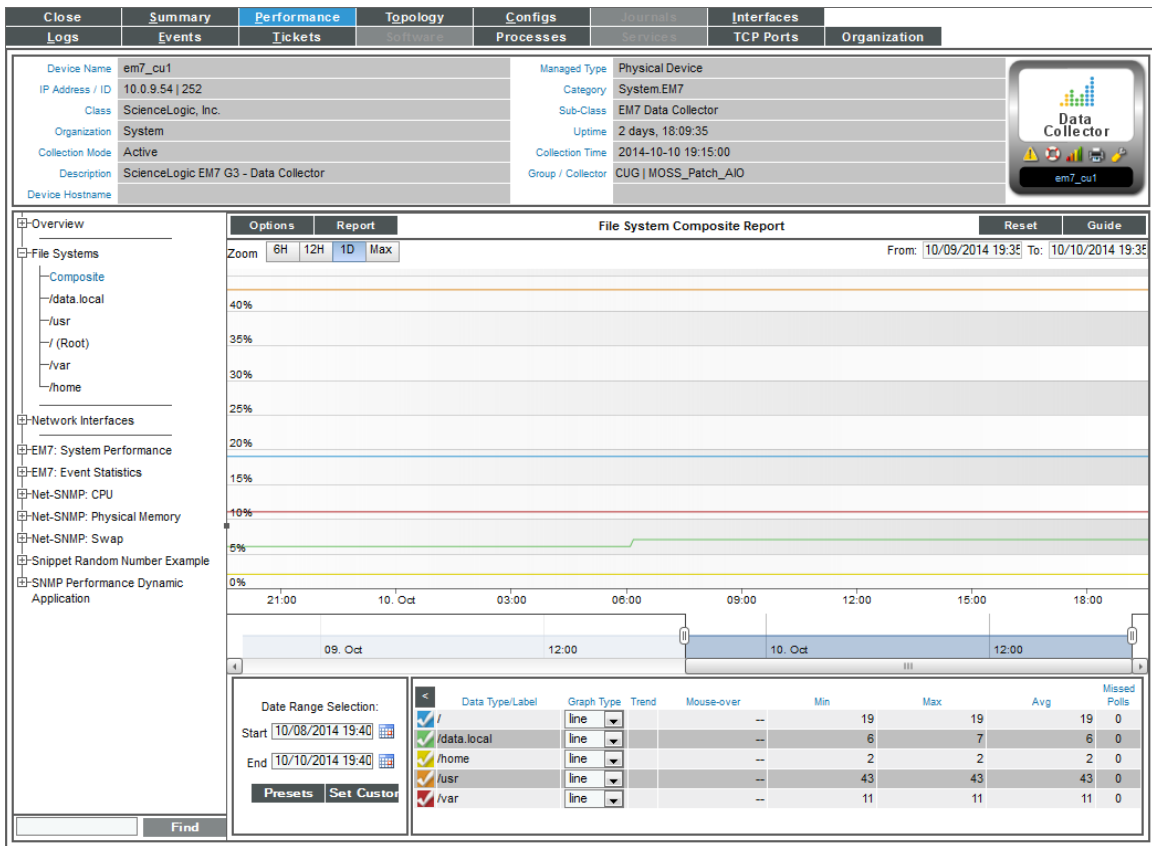 Close Summary Performance Topology Configs Journals Interfaces
Logs Events Tickets Software Processes Services TCP Ports Organization
Device Name em7_cu1 Managed Type Physical Device
IP Address / ID 10.0.9.54 | 252 Category System.EM7
Class ScienceLogic, Inc. Sub-Class EM7 Data Collector
Organization System Uptime 2 days, 18:09:35
Collection Mode Active Collection Time 2014-10-10 19:15:00
Description ScienceLogic EM7 G3 - Data Collector Group / Collector CUG | MOSS_Patch_AIO
Device Hostname
Data
Collector
em7_cu1
Overview
File Systems
Composite
/data.local
/usr
/ (Root)
/var
/home
Network Interfaces
EM7: System Performance
EM7: Event Statistics
Net-SNMP: CPU
Net-SNMP: Physical Memory
Net-SNMP: Swap
Snippet Random Number Example
SNMP Performance Dynamic
Application
Find
Options Report File System Composite Report Reset Guide
Zoom 6H 12H 1D Max From: 10/09/2014 19:35 To: 10/10/2014 19:35
40%
35%
30%
25%
20%
15%
10%
5%
0%
21:00 10. Oct 03:00 06:00 09:00 12:00 15:00 18:00
09. Oct 12:00 10. Oct 12:00
Date Range Selection:
Start 10/08/2014 19:40
End 10/10/2014 19:40
Presets Set Custor
< Data Type/Label Graph Type Trend Mouse-over Min Max Avg Missed Polls
/ line -- 19 19 19 0
/data.local line -- 6 7 6 0
/home line -- 2 2 2 0
/usr line -- 43 43 43 0
/var line -- 11 11 11 0